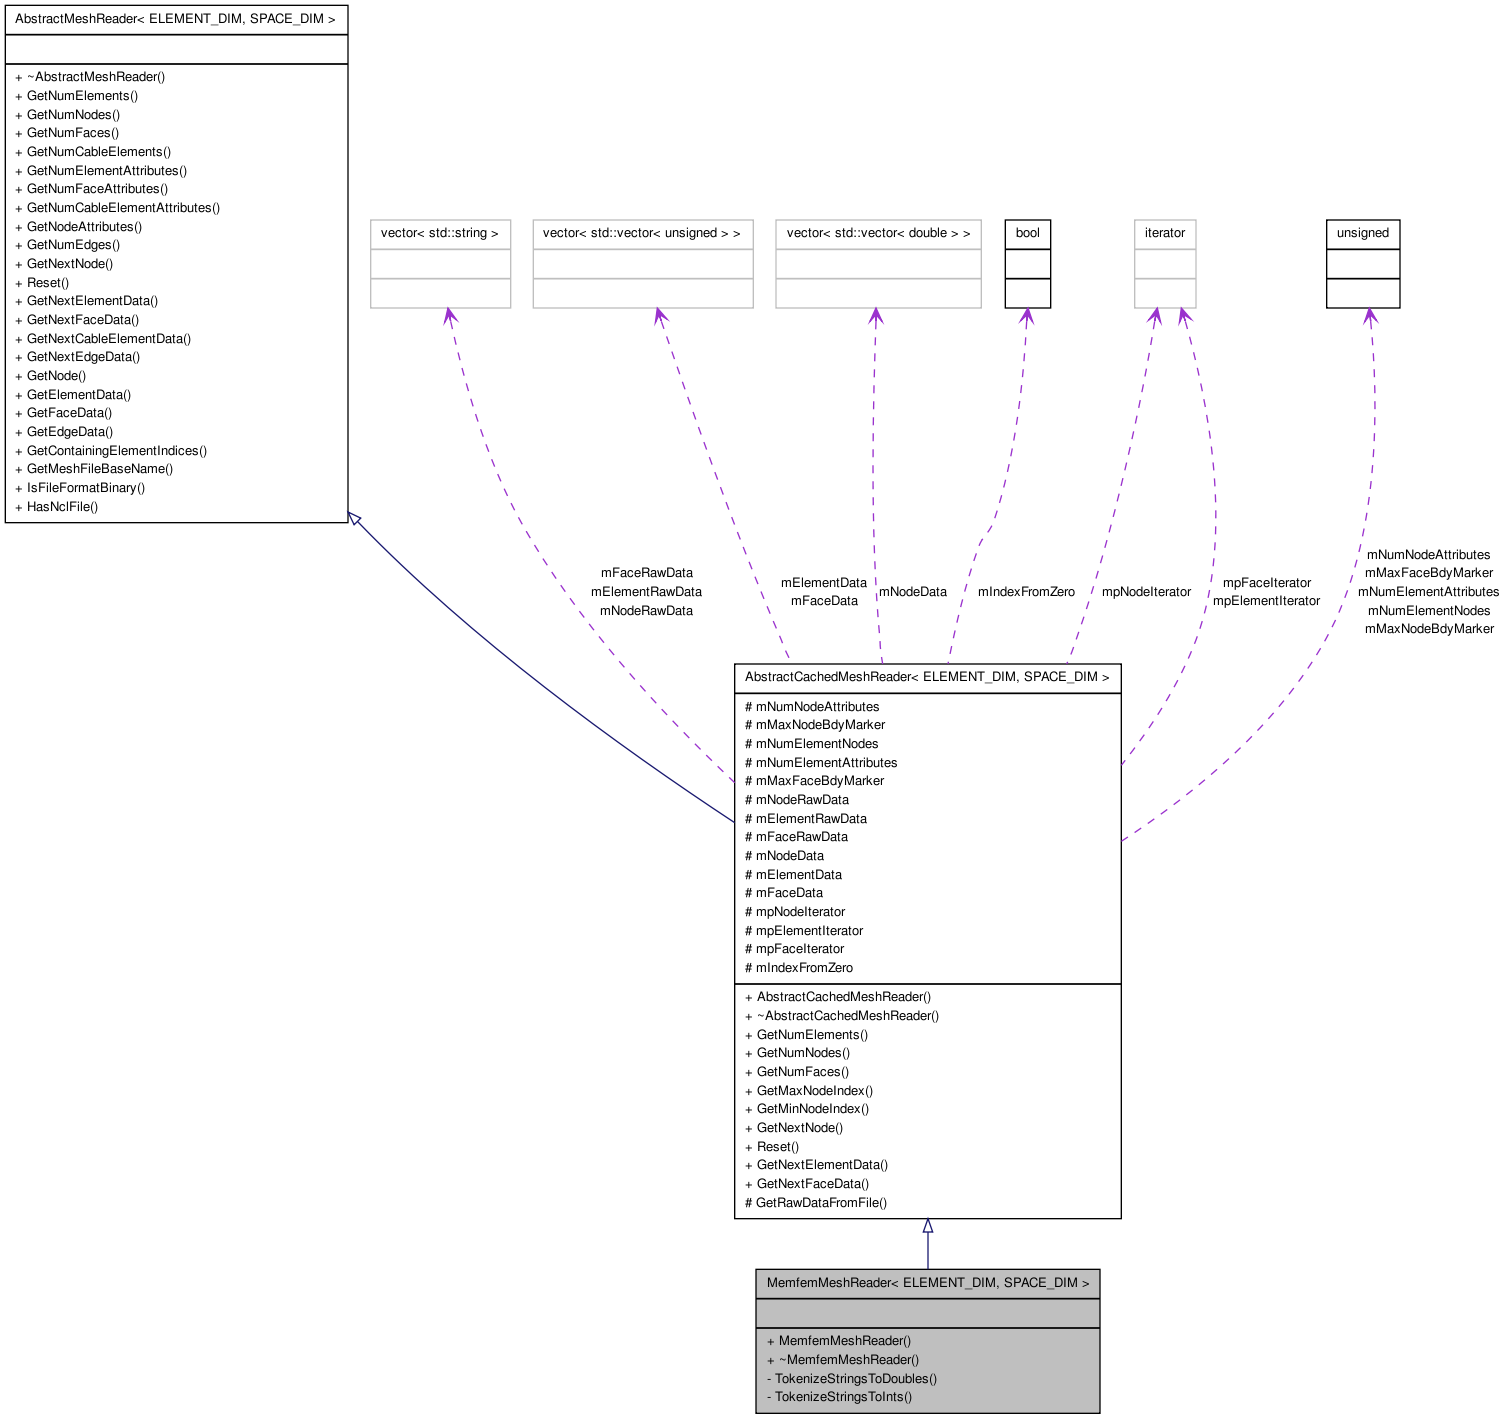 AbstractMeshReader< ELEMENT_DIM, SPACE_DIM >
+ ~AbstractMeshReader()
+ GetNumElements()
+ GetNumNodes()
+ GetNumFaces()
+ GetNumCableElements()
+ GetNumElementAttributes()
+ GetNumFaceAttributes()
+ GetNumCableElementAttributes()
+ GetNodeAttributes()
+ GetNumEdges()
+ GetNextNode()
+ Reset()
+ GetNextElementData()
+ GetNextFaceData()
+ GetNextCableElementData()
+ GetNextEdgeData()
+ GetNode()
+ GetElementData()
+ GetFaceData()
+ GetEdgeData()
+ GetContainingElementIndices()
+ GetMeshFileBaseName()
+ IsFileFormatBinary()
+ HasNclFile()
vector< std::string >
vector< std::vector< unsigned > >
vector< std::vector< double > >
bool
iterator
unsigned
mFaceRawData
mElementRawData
mNodeRawData
mElementData
mFaceData
mNodeData
mIndexFromZero
mpNodeIterator
mpFaceIterator
mpElementIterator
mNumNodeAttributes
mMaxFaceBdyMarker
mNumElementAttributes
mNumElementNodes
mMaxNodeBdyMarker
AbstractCachedMeshReader< ELEMENT_DIM, SPACE_DIM >
# mNumNodeAttributes
# mMaxNodeBdyMarker
# mNumElementNodes
# mNumElementAttributes
# mMaxFaceBdyMarker
# mNodeRawData
# mElementRawData
# mFaceRawData
# mNodeData
# mElementData
# mFaceData
# mpNodeIterator
# mpElementIterator
# mpFaceIterator
# mIndexFromZero
+ AbstractCachedMeshReader()
+ ~AbstractCachedMeshReader()
+ GetNumElements()
+ GetNumNodes()
+ GetNumFaces()
+ GetMaxNodeIndex()
+ GetMinNodeIndex()
+ GetNextNode()
+ Reset()
+ GetNextElementData()
+ GetNextFaceData()
# GetRawDataFromFile()
MemfemMeshReader< ELEMENT_DIM, SPACE_DIM >
+ MemfemMeshReader()
+ ~MemfemMeshReader()
- TokenizeStringsToDoubles()
- TokenizeStringsToInts()